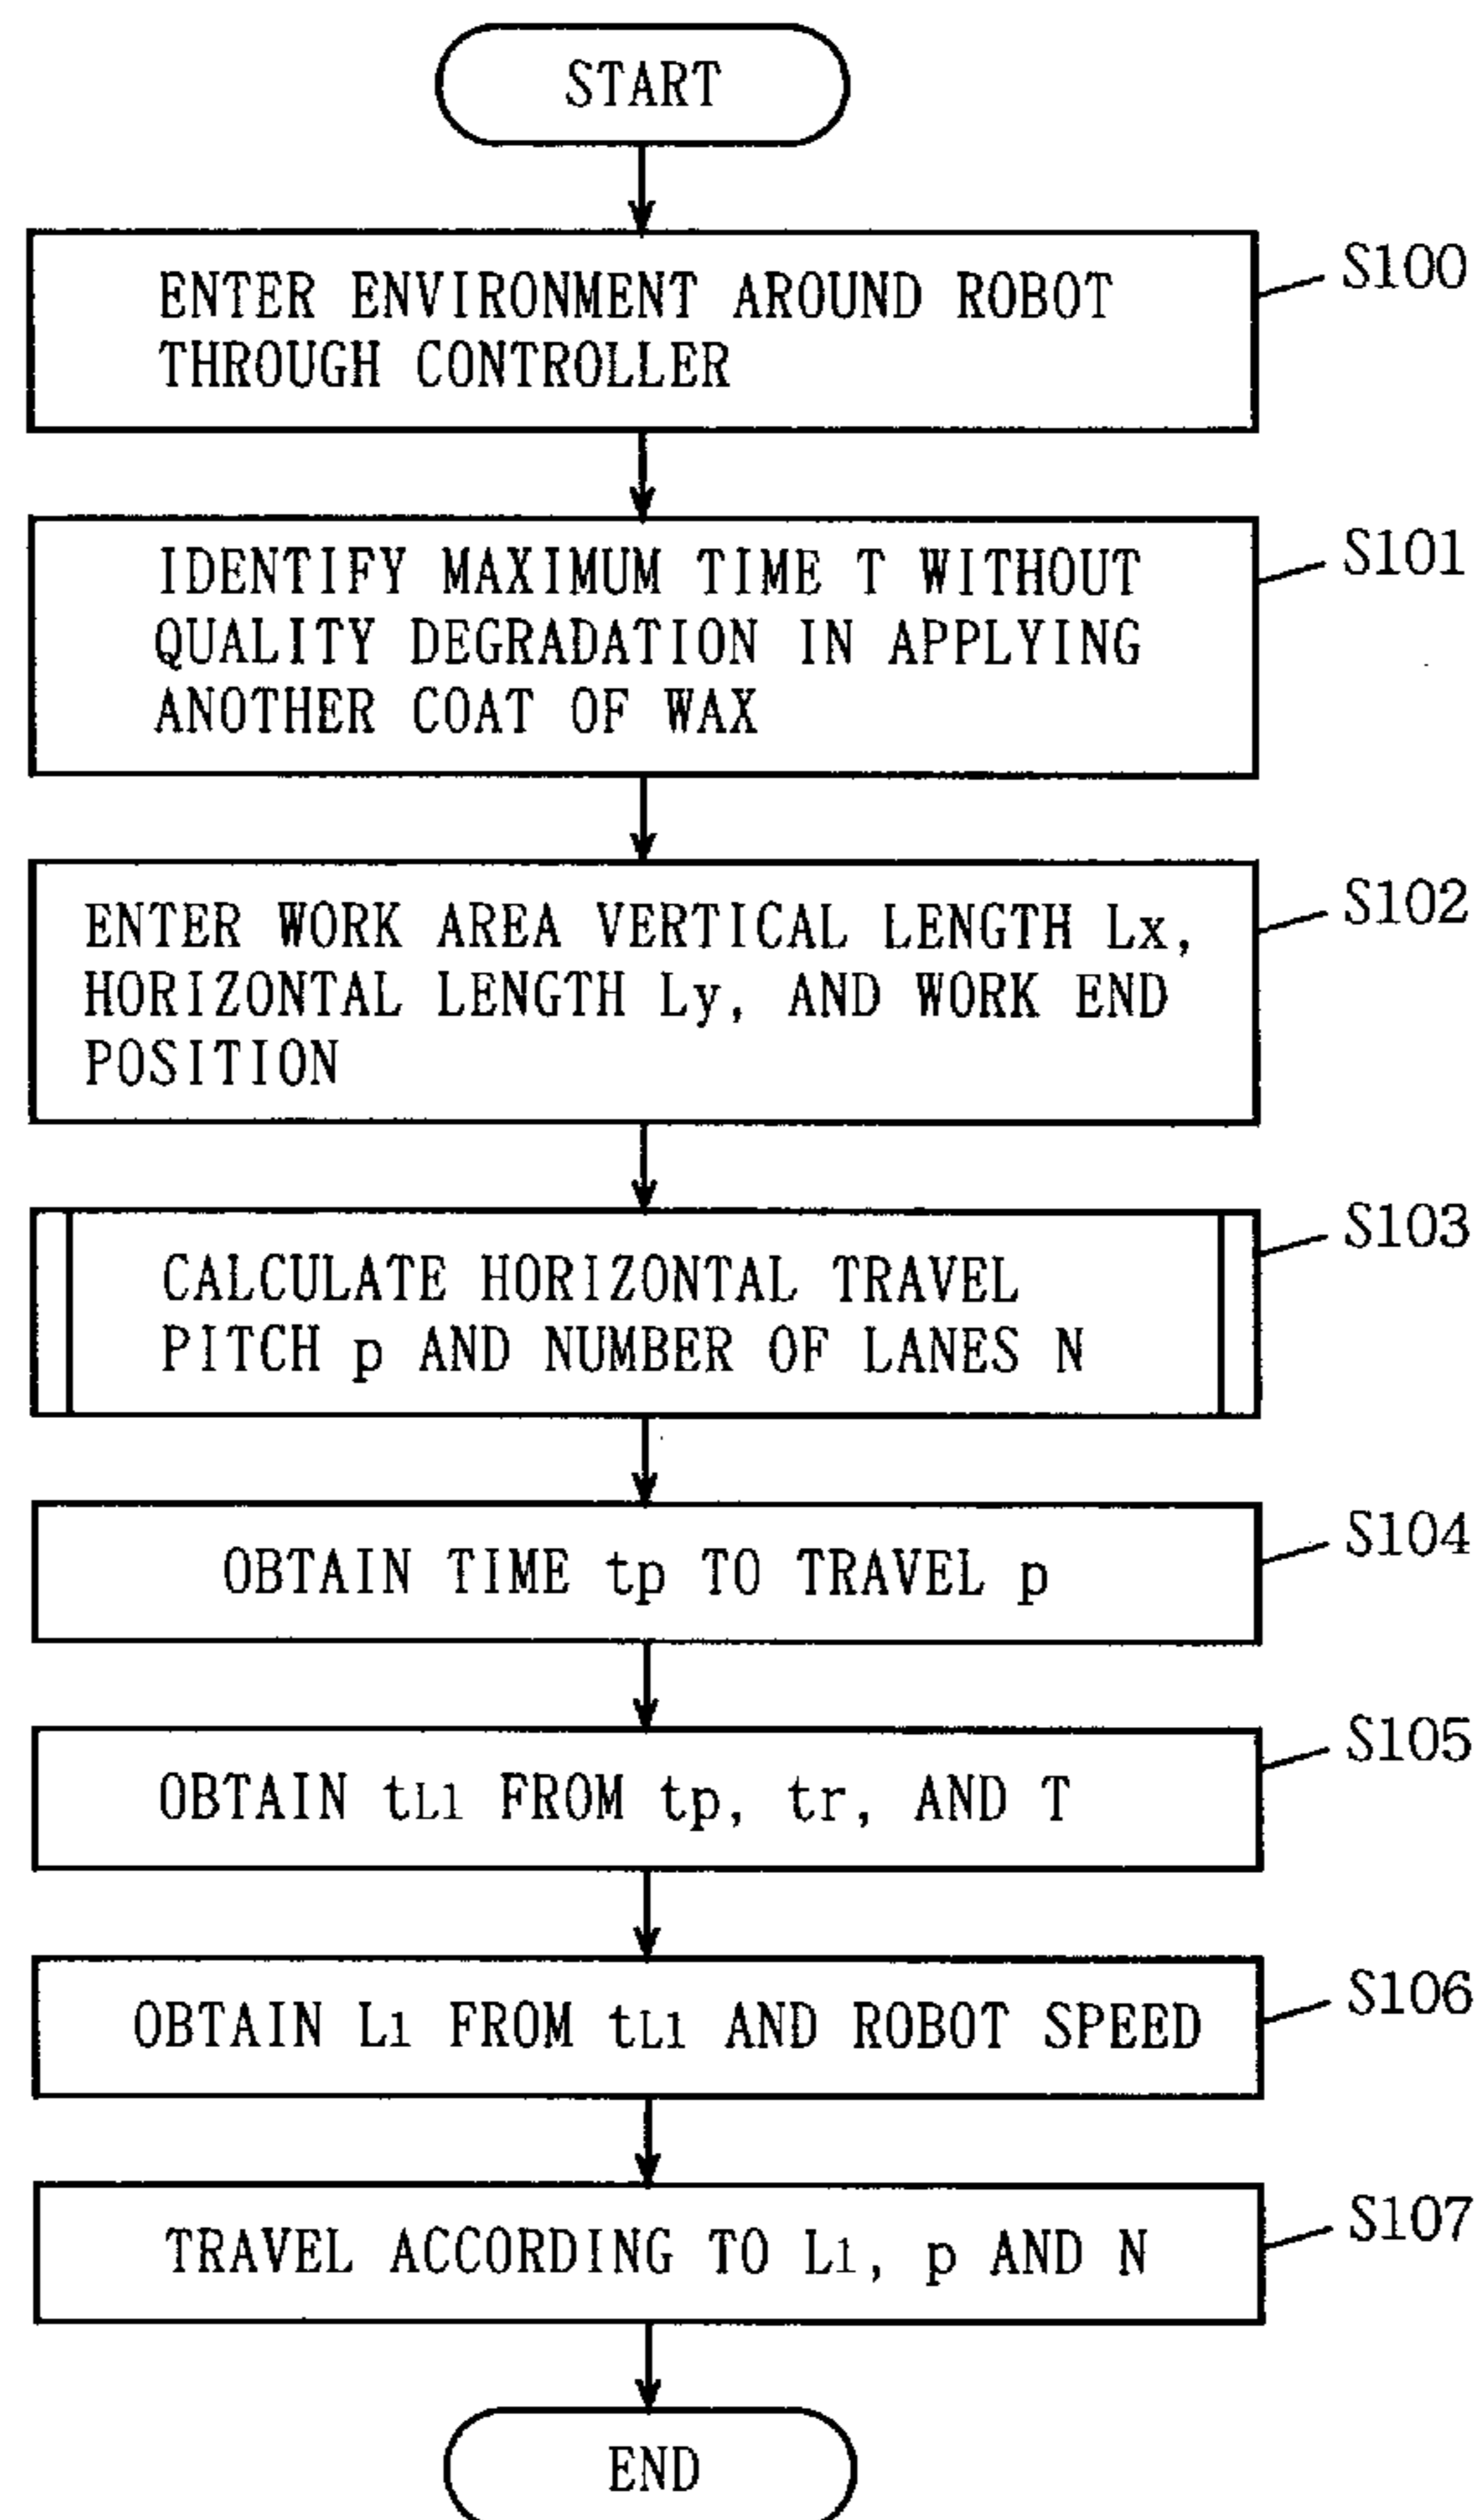 START
ENTER ENVIRONMENT AROUND ROBOT
THROUGH CONTROLLER
S100
IDENTIFY MAXIMUM TIME T WITHOUT
QUALITY DEGRADATION IN APPLYING
ANOTHER COAT OF WAX
S101
ENTER WORK AREA VERTICAL LENGTH Lx,
HORIZONTAL LENGTH Ly, AND WORK END
POSITION
S102
CALCULATE HORIZONTAL TRAVEL
PITCH p AND NUMBER OF LANES N
S103
OBTAIN TIME tp TO TRAVEL p
S104
OBTAIN tL1 FROM tp, tr, AND T
S105
OBTAIN L1 FROM tL1 AND ROBOT SPEED
S106
TRAVEL ACCORDING TO L1, p AND N
S107
END